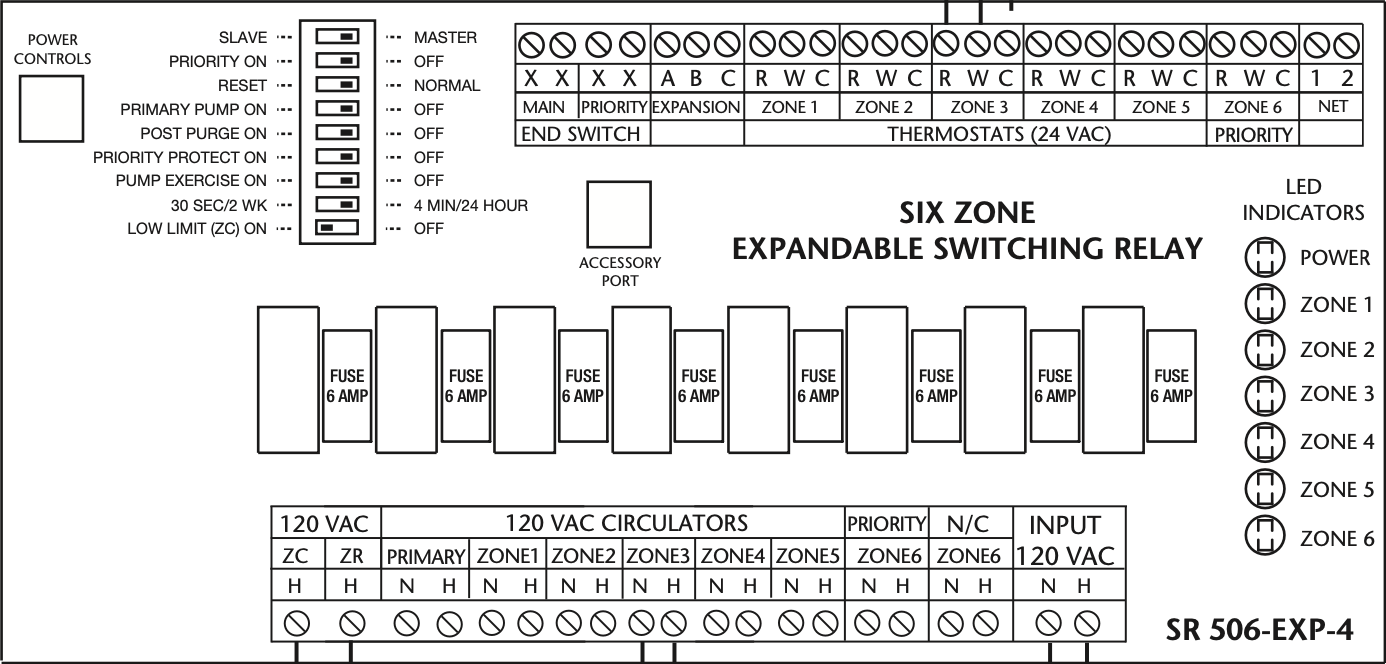 POWER
CONTROLS
SLAVE MASTER
PRIORITY ON OFF
RESET NORMAL
PRIMARY PUMP ON OFF
POST PURGE ON OFF
PRIORITY PROTECT ON OFF
PUMP EXERCISE ON OFF
30 SEC/2 WK 4 MIN/24 HOUR
LOW LIMIT (ZC) ON OFF
X X X X A B C R W C R W C R W C R W C R W C R W C 1 2
MAIN PRIORITY EXPANSION ZONE 1 ZONE 2 ZONE 3 ZONE 4 ZONE 5 ZONE 6 NET
END SWITCH THERMOSTATS (24 VAC) PRIORITY
ACCESSORY
PORT
SIX ZONE
EXPANDABLE SWITCHING RELAY
LED
INDICATORS
POWER
ZONE 1
ZONE 2
ZONE 3
ZONE 4
ZONE 5
ZONE 6
FUSE FUSE FUSE FUSE FUSE FUSE FUSE FUSE
6 AMP 6 AMP 6 AMP 6 AMP 6 AMP 6 AMP 6 AMP 6 AMP
120 VAC 120 VAC CIRCULATORS PRIORITY N/C INPUT
ZC ZR PRIMARY ZONE1 ZONE2 ZONE3 ZONE4 ZONE5 ZONE6 ZONE6 120 VAC
H H N H N H N H N H N H N H N H N H N H
SR 506-EXP-4